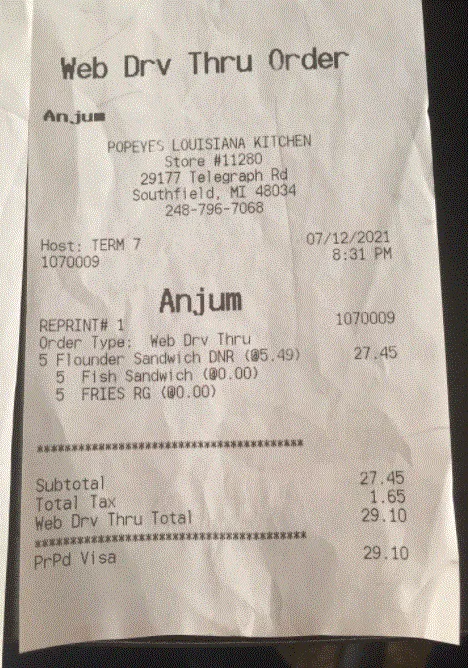 Web Drv Thru Order
Anjum
POPEYES LOUISIANA KITCHEN
Store #11280
29177 Telegraph Rd
Southfield, MI 48034
248-796-7068
Host: TERM 7 07/12/2021
1070009 8:31 PM
Anjum
REPRINT# 1 1070009
Order Type: Web Drv Thru
5 Flounder Sandwich DNR (@5.49) 27.45
5 Fish Sandwich (@0.00)
5 FRIES RG (@0.00)
***************************************
Subtotal 27.45
Total Tax 1.65
Web Drv Thru Total 29.10
***************************************
PrPd Visa 29.10